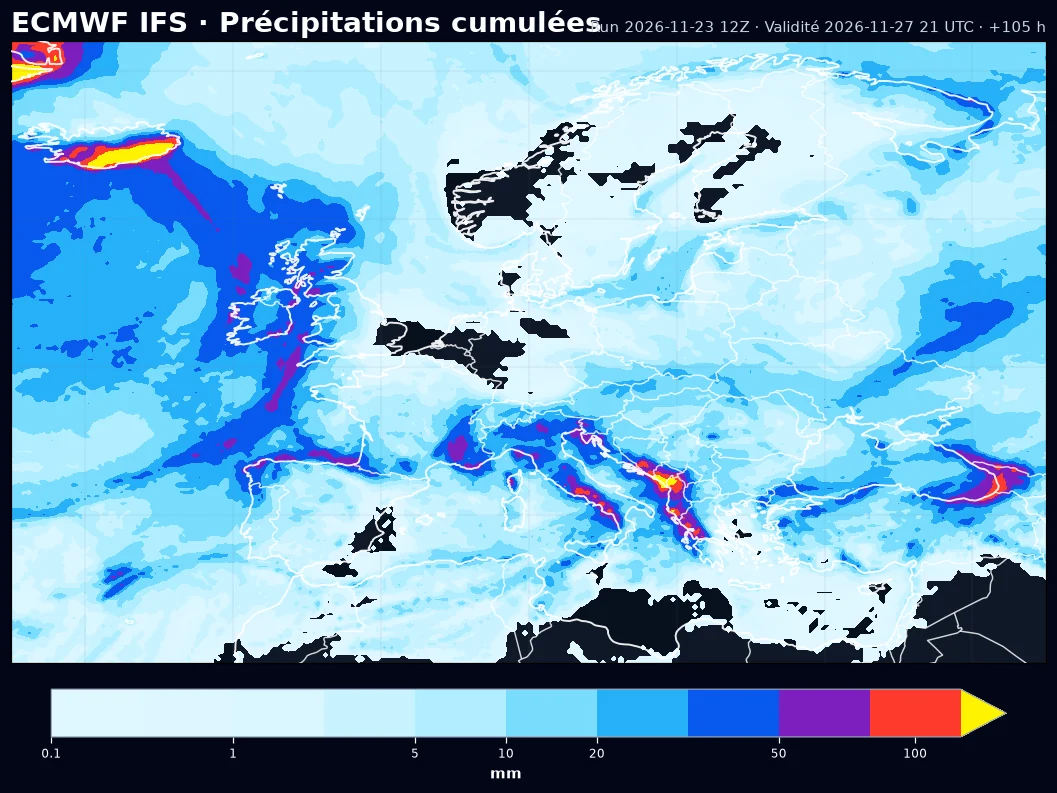 ECMWF IFS · Précipitations cumulées
Run 2026-11-23 12Z · Validité 2026-11-27 21 UTC · +105 h
0.1 1 5 10 20 50 100
mm